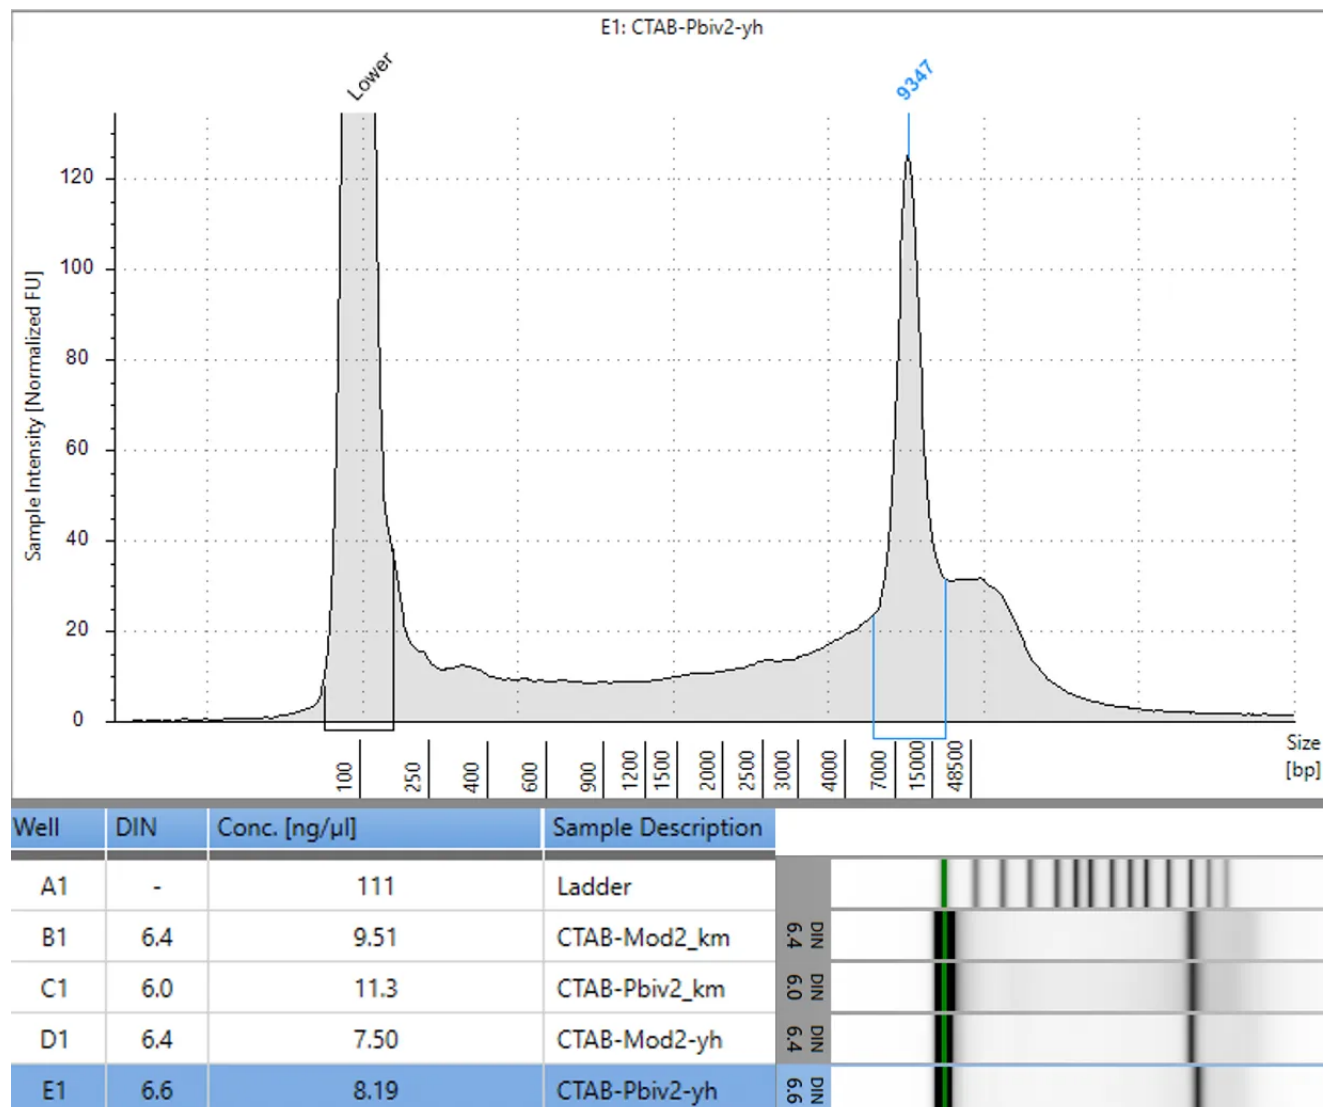 E1: CTAB-Pbiv2-yh
Lower
9347
Sample Intensity [Normalized FU]
120
100
80
60
40
20
0
100 250 400 600 900 1200 1500 2000 2500 3000 4000 7000 15000 48500
Size
[bp]
Well DIN Conc. [ng/µl] Sample Description
A1 - 111 Ladder
B1 6.4 9.51 CTAB-Mod2_km DIN 6.4
C1 6.0 11.3 CTAB-Pbiv2_km DIN 6.0
D1 6.4 7.50 CTAB-Mod2-yh DIN 6.4
E1 6.6 8.19 CTAB-Pbiv2-yh DIN 6.6